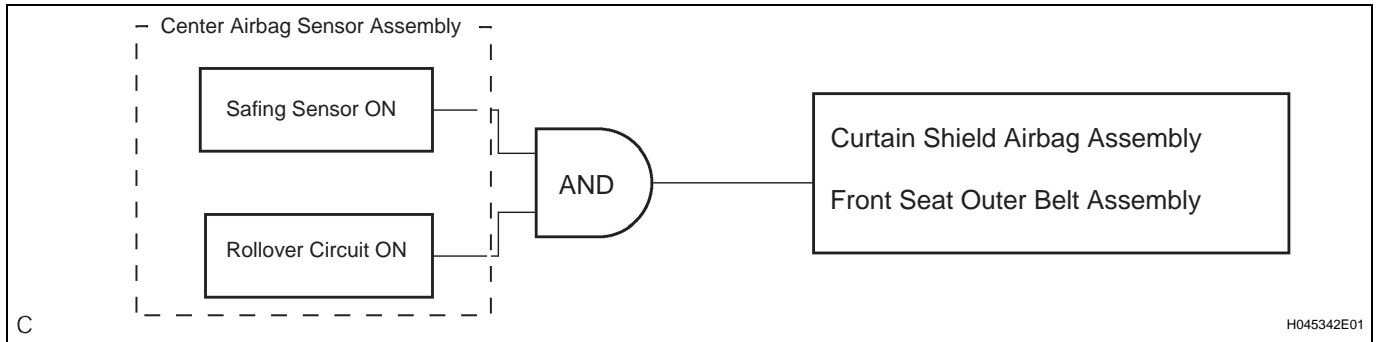 Center Airbag Sensor Assembly
Safing Sensor ON
Rollover Circuit ON
AND
Curtain Shield Airbag Assembly
Front Seat Outer Belt Assembly
C
H045342E01